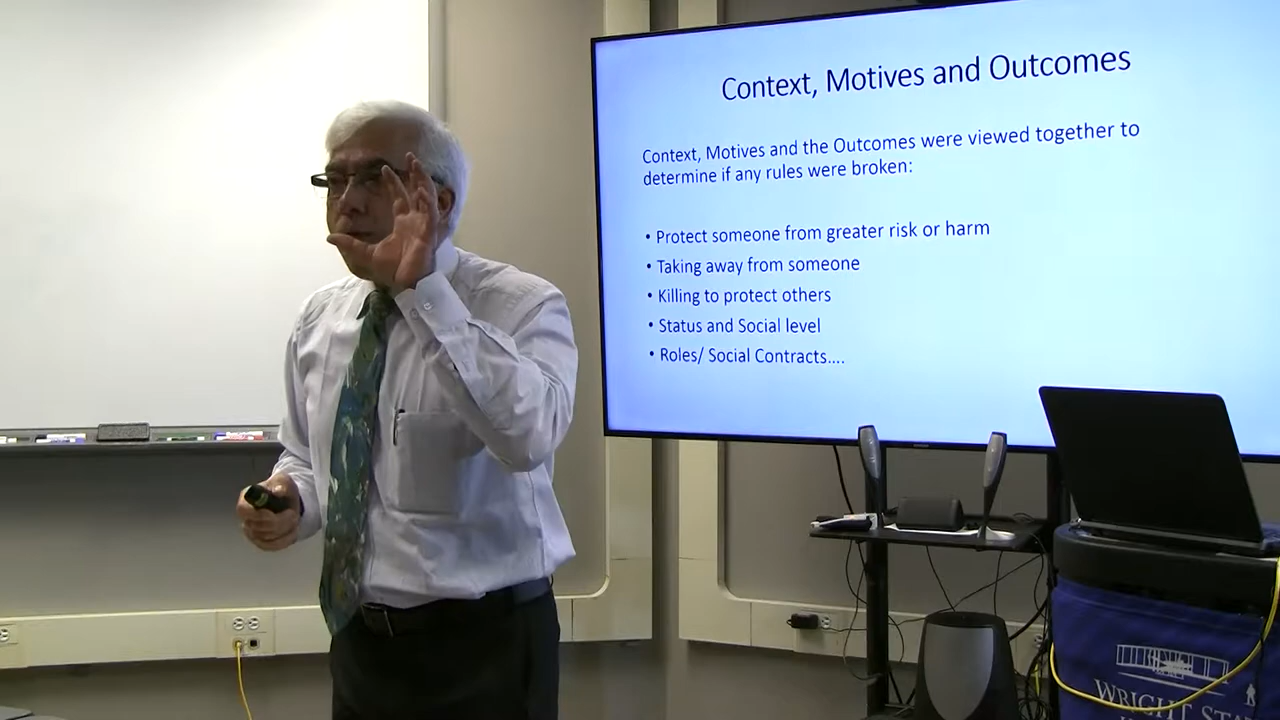 Context, Motives and Outcomes
Context, Motives and the Outcomes were viewed together to
determine if any rules were broken:
• Protect someone from greater risk or harm
• Taking away from someone
• Killing to protect others
• Status and Social level
• Roles/ Social Contracts....
WRIGHT